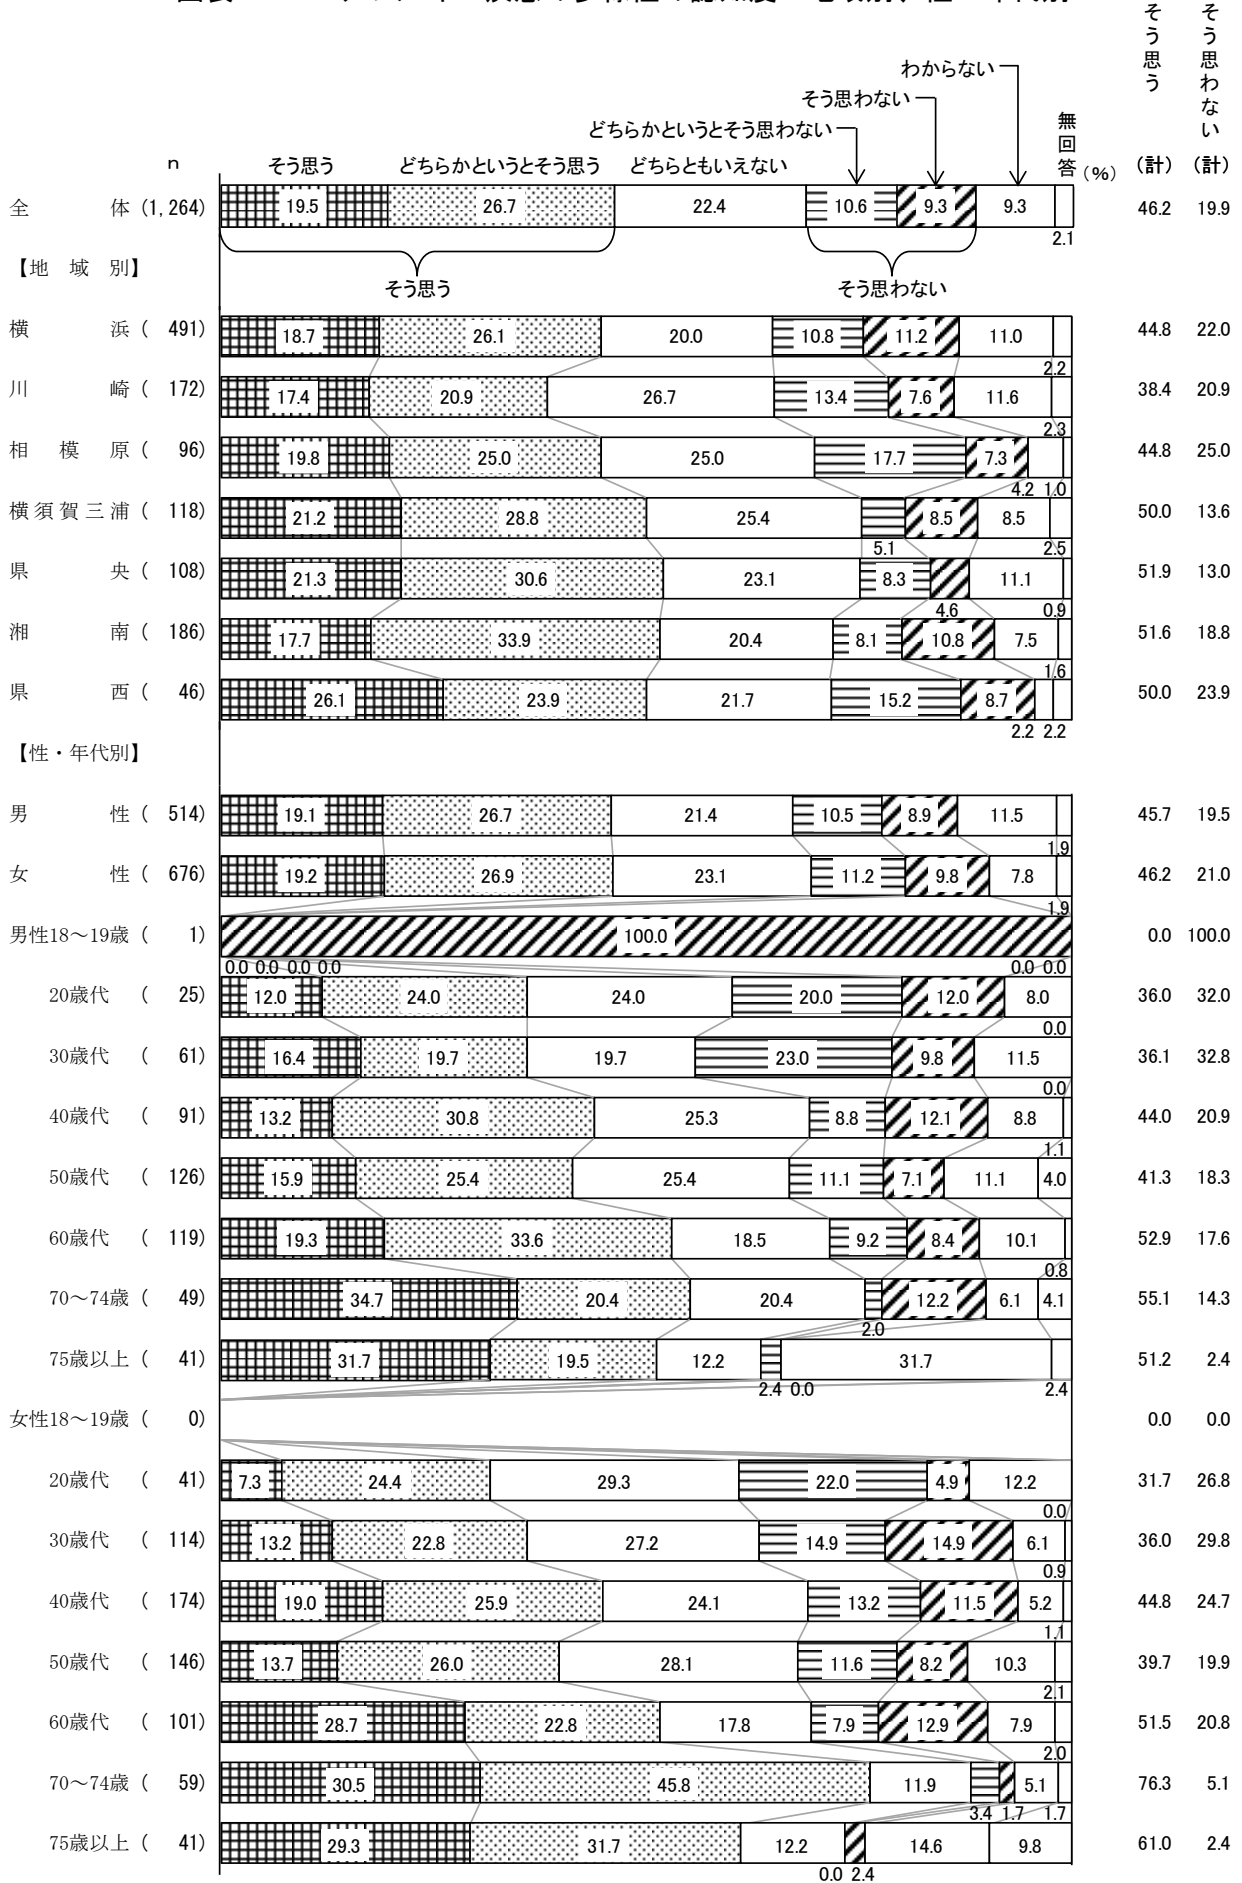 そう思う
そう思わない
わからない
そう思わない
どちらかというとそう思わない
無回答
n そう思う どちらかというとそう思う どちらともいえない (%) (計) (計)
全体 (1,264) 19.5 26.7 22.4 10.6 9.3 9.3 46.2 19.9
2.1
【地域別】
そう思う そう思わない
横浜 ( 491) 18.7 26.1 20.0 10.8 11.2 11.0 44.8 22.0
2.2
川崎 ( 172) 17.4 20.9 26.7 13.4 7.6 11.6 38.4 20.9
2.3
相模原 ( 96) 19.8 25.0 25.0 17.7 7.3 44.8 25.0
4.2 1.0
横須賀三浦 ( 118) 21.2 28.8 25.4 8.5 8.5 50.0 13.6
5.1 2.5
県央 ( 108) 21.3 30.6 23.1 8.3 11.1 51.9 13.0
4.6 0.9
湘南 ( 186) 17.7 33.9 20.4 8.1 10.8 7.5 51.6 18.8
1.6
県西 ( 46) 26.1 23.9 21.7 15.2 8.7 50.0 23.9
2.2 2.2
【性・年代別】
男性 ( 514) 19.1 26.7 21.4 10.5 8.9 11.5 45.7 19.5
1.9
女性 ( 676) 19.2 26.9 23.1 11.2 9.8 7.8 46.2 21.0
1.9
男性18～19歳 ( 1) 100.0 0.0 100.0
0.0 0.0 0.0 0.0 0.0 0.0
20歳代 ( 25) 12.0 24.0 24.0 20.0 12.0 8.0 36.0 32.0
0.0
30歳代 ( 61) 16.4 19.7 19.7 23.0 9.8 11.5 36.1 32.8
0.0
40歳代 ( 91) 13.2 30.8 25.3 8.8 12.1 8.8 44.0 20.9
1.1
50歳代 ( 126) 15.9 25.4 25.4 11.1 7.1 11.1 4.0 41.3 18.3
60歳代 ( 119) 19.3 33.6 18.5 9.2 8.4 10.1 52.9 17.6
0.8
70～74歳 ( 49) 34.7 20.4 20.4 12.2 6.1 4.1 55.1 14.3
2.0
75歳以上 ( 41) 31.7 19.5 12.2 31.7 51.2 2.4
2.4 0.0 2.4
女性18～19歳 ( 0) 0.0 0.0
20歳代 ( 41) 7.3 24.4 29.3 22.0 4.9 12.2 31.7 26.8
0.0
30歳代 ( 114) 13.2 22.8 27.2 14.9 14.9 6.1 36.0 29.8
0.9
40歳代 ( 174) 19.0 25.9 24.1 13.2 11.5 5.2 44.8 24.7
1.1
50歳代 ( 146) 13.7 26.0 28.1 11.6 8.2 10.3 39.7 19.9
2.1
60歳代 ( 101) 28.7 22.8 17.8 7.9 12.9 7.9 51.5 20.8
2.0
70～74歳 ( 59) 30.5 45.8 11.9 5.1 76.3 5.1
3.4 1.7 1.7
75歳以上 ( 41) 29.3 31.7 12.2 14.6 9.8 61.0 2.4
0.0 2.4